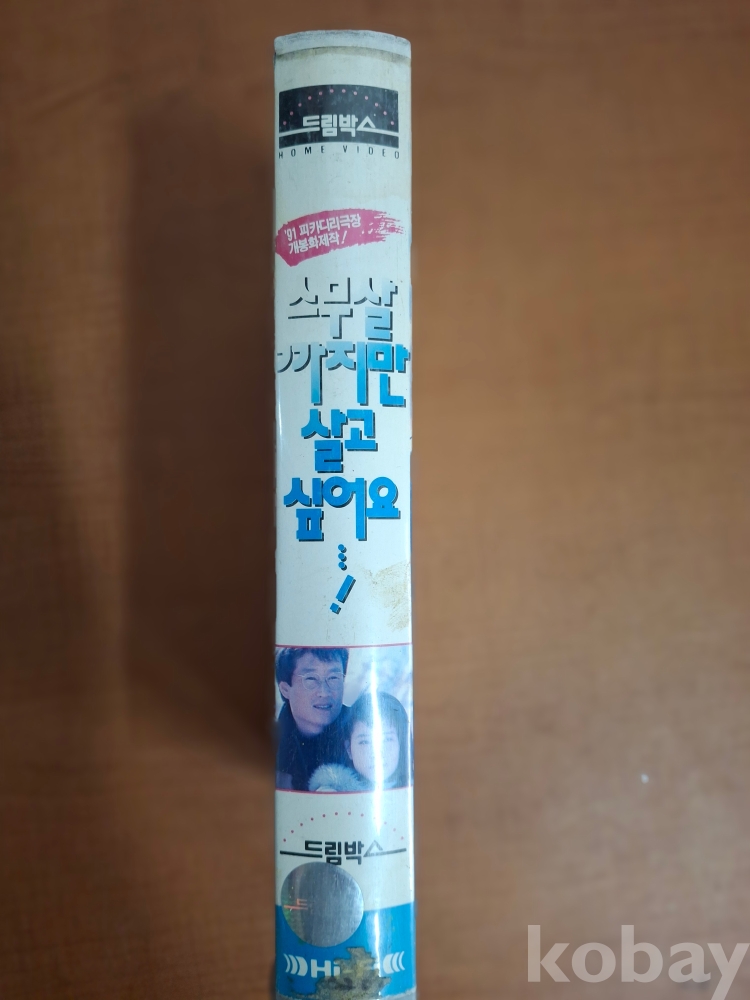 드림박스
HOME VIDEO
'91 피카디리극장
개봉화제작!
스무살
까지만
살고
싶어요
...!
드림박스
Hi
kobay